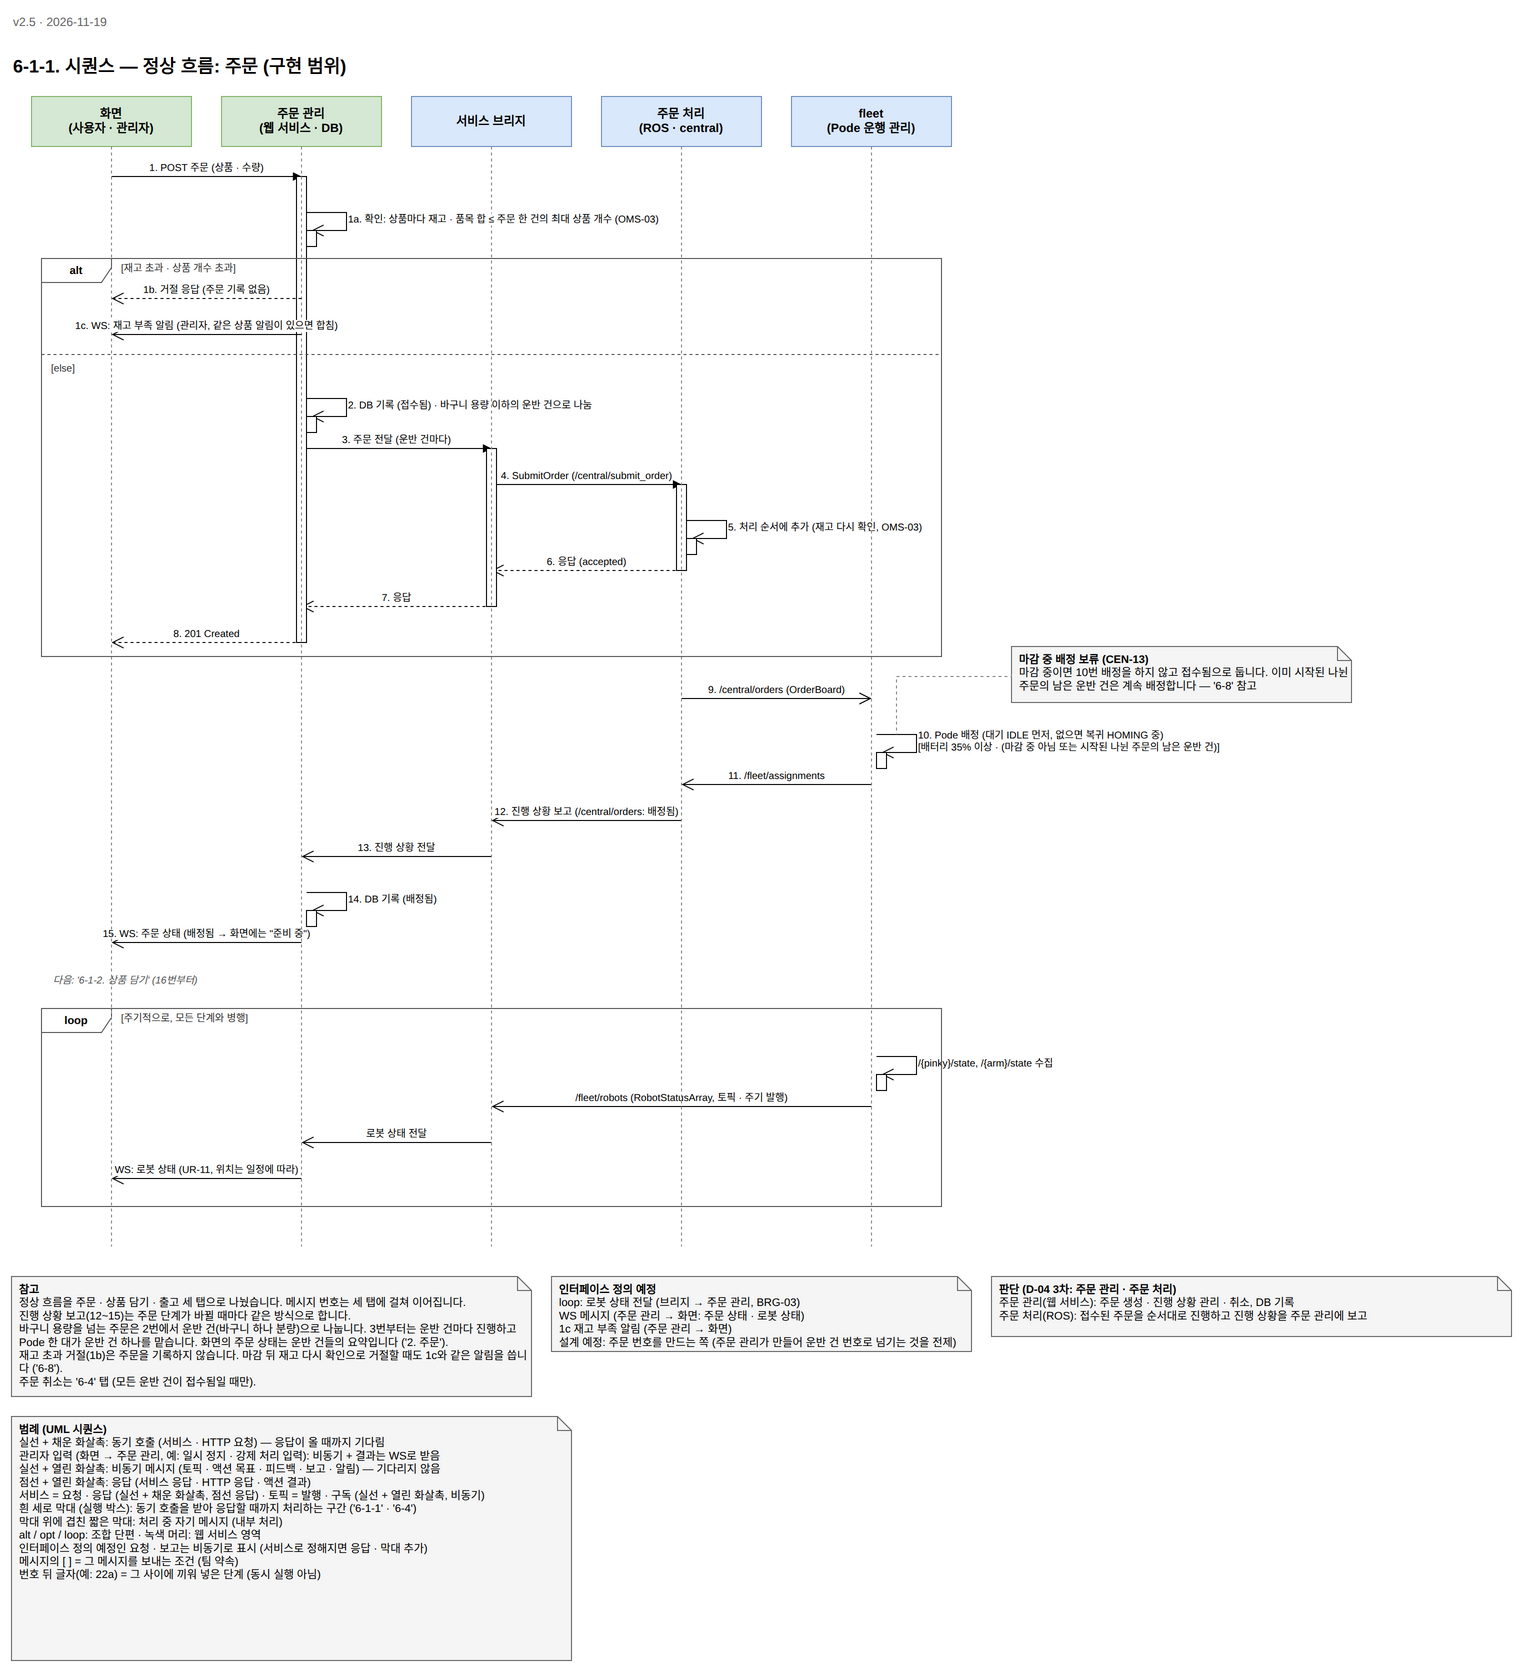 v2.5 · 2026-11-19
6-1-1. 시퀀스 — 정상 흐름: 주문 (구현 범위)
화면
(사용자 · 관리자)
주문 관리
(웹 서비스 · DB)
서비스 브리지
주문 처리
(ROS · central)
fleet
(Pode 운행 관리)
1. POST 주문 (상품 · 수량)
1a. 확인: 상품마다 재고 · 품목 합 ≤ 주문 한 건의 최대 상품 개수 (OMS-03)
alt
[재고 초과 · 상품 개수 초과]
1b. 거절 응답 (주문 기록 없음)
1c. WS: 재고 부족 알림 (관리자, 같은 상품 알림이 있으면 합침)
[else]
2. DB 기록 (접수됨) · 바구니 용량 이하의 운반 건으로 나눔
3. 주문 전달 (운반 건마다)
4. SubmitOrder (/central/submit_order)
5. 처리 순서에 추가 (재고 다시 확인, OMS-03)
6. 응답 (accepted)
7. 응답
8. 201 Created
마감 중 배정 보류 (CEN-13)
마감 중이면 10번 배정을 하지 않고 접수됨으로 둡니다. 이미 시작된 나뉜
주문의 남은 운반 건은 계속 배정합니다 — '6-8' 참고
9. /central/orders (OrderBoard)
10. Pode 배정 (대기 IDLE 먼저, 없으면 복귀 HOMING 중)
[배터리 35% 이상 · (마감 중 아님 또는 시작된 나뉜 주문의 남은 운반 건)]
11. /fleet/assignments
12. 진행 상황 보고 (/central/orders: 배정됨)
13. 진행 상황 전달
14. DB 기록 (배정됨)
15. WS: 주문 상태 (배정됨 → 화면에는 "준비 중")
다음: '6-1-2. 상품 담기' (16번부터)
loop
[주기적으로, 모든 단계와 병행]
/{pinky}/state, /{arm}/state 수집
/fleet/robots (RobotStatusArray, 토픽 · 주기 발행)
로봇 상태 전달
WS: 로봇 상태 (UR-11, 위치는 일정에 따라)
참고
정상 흐름을 주문 · 상품 담기 · 출고 세 탭으로 나눴습니다. 메시지 번호는 세 탭에 걸쳐 이어집니다.
진행 상황 보고(12~15)는 주문 단계가 바뀔 때마다 같은 방식으로 합니다.
바구니 용량을 넘는 주문은 2번에서 운반 건(바구니 하나 분량)으로 나눕니다. 3번부터는 운반 건마다 진행하고
Pode 한 대가 운반 건 하나를 맡습니다. 화면의 주문 상태는 운반 건들의 요약입니다 ('2. 주문').
재고 초과 거절(1b)은 주문을 기록하지 않습니다. 마감 뒤 재고 다시 확인으로 거절할 때도 1c와 같은 알림을 씁니
다 ('6-8').
주문 취소는 '6-4' 탭 (모든 운반 건이 접수됨일 때만).
인터페이스 정의 예정
loop: 로봇 상태 전달 (브리지 → 주문 관리, BRG-03)
WS 메시지 (주문 관리 → 화면: 주문 상태 · 로봇 상태)
1c 재고 부족 알림 (주문 관리 → 화면)
설계 예정: 주문 번호를 만드는 쪽 (주문 관리가 만들어 운반 건 번호로 넘기는 것을 전제)
판단 (D-04 3차: 주문 관리 · 주문 처리)
주문 관리(웹 서비스): 주문 생성 · 진행 상황 관리 · 취소, DB 기록
주문 처리(ROS): 접수된 주문을 순서대로 진행하고 진행 상황을 주문 관리에 보고
범례 (UML 시퀀스)
실선 + 채운 화살촉: 동기 호출 (서비스 · HTTP 요청) — 응답이 올 때까지 기다림
관리자 입력 (화면 → 주문 관리, 예: 일시 정지 · 강제 처리 입력): 비동기 + 결과는 WS로 받음
실선 + 열린 화살촉: 비동기 메시지 (토픽 · 액션 목표 · 피드백 · 보고 · 알림) — 기다리지 않음
점선 + 열린 화살촉: 응답 (서비스 응답 · HTTP 응답 · 액션 결과)
서비스 = 요청 · 응답 (실선 + 채운 화살촉, 점선 응답) · 토픽 = 발행 · 구독 (실선 + 열린 화살촉, 비동기)
흰 세로 막대 (실행 박스): 동기 호출을 받아 응답할 때까지 처리하는 구간 ('6-1-1' · '6-4')
막대 위에 겹친 짧은 막대: 처리 중 자기 메시지 (내부 처리)
alt / opt / loop: 조합 단편 · 녹색 머리: 웹 서비스 영역
인터페이스 정의 예정인 요청 · 보고는 비동기로 표시 (서비스로 정해지면 응답 · 막대 추가)
메시지의 [ ] = 그 메시지를 보내는 조건 (팀 약속)
번호 뒤 글자(예: 22a) = 그 사이에 끼워 넣은 단계 (동시 실행 아님)